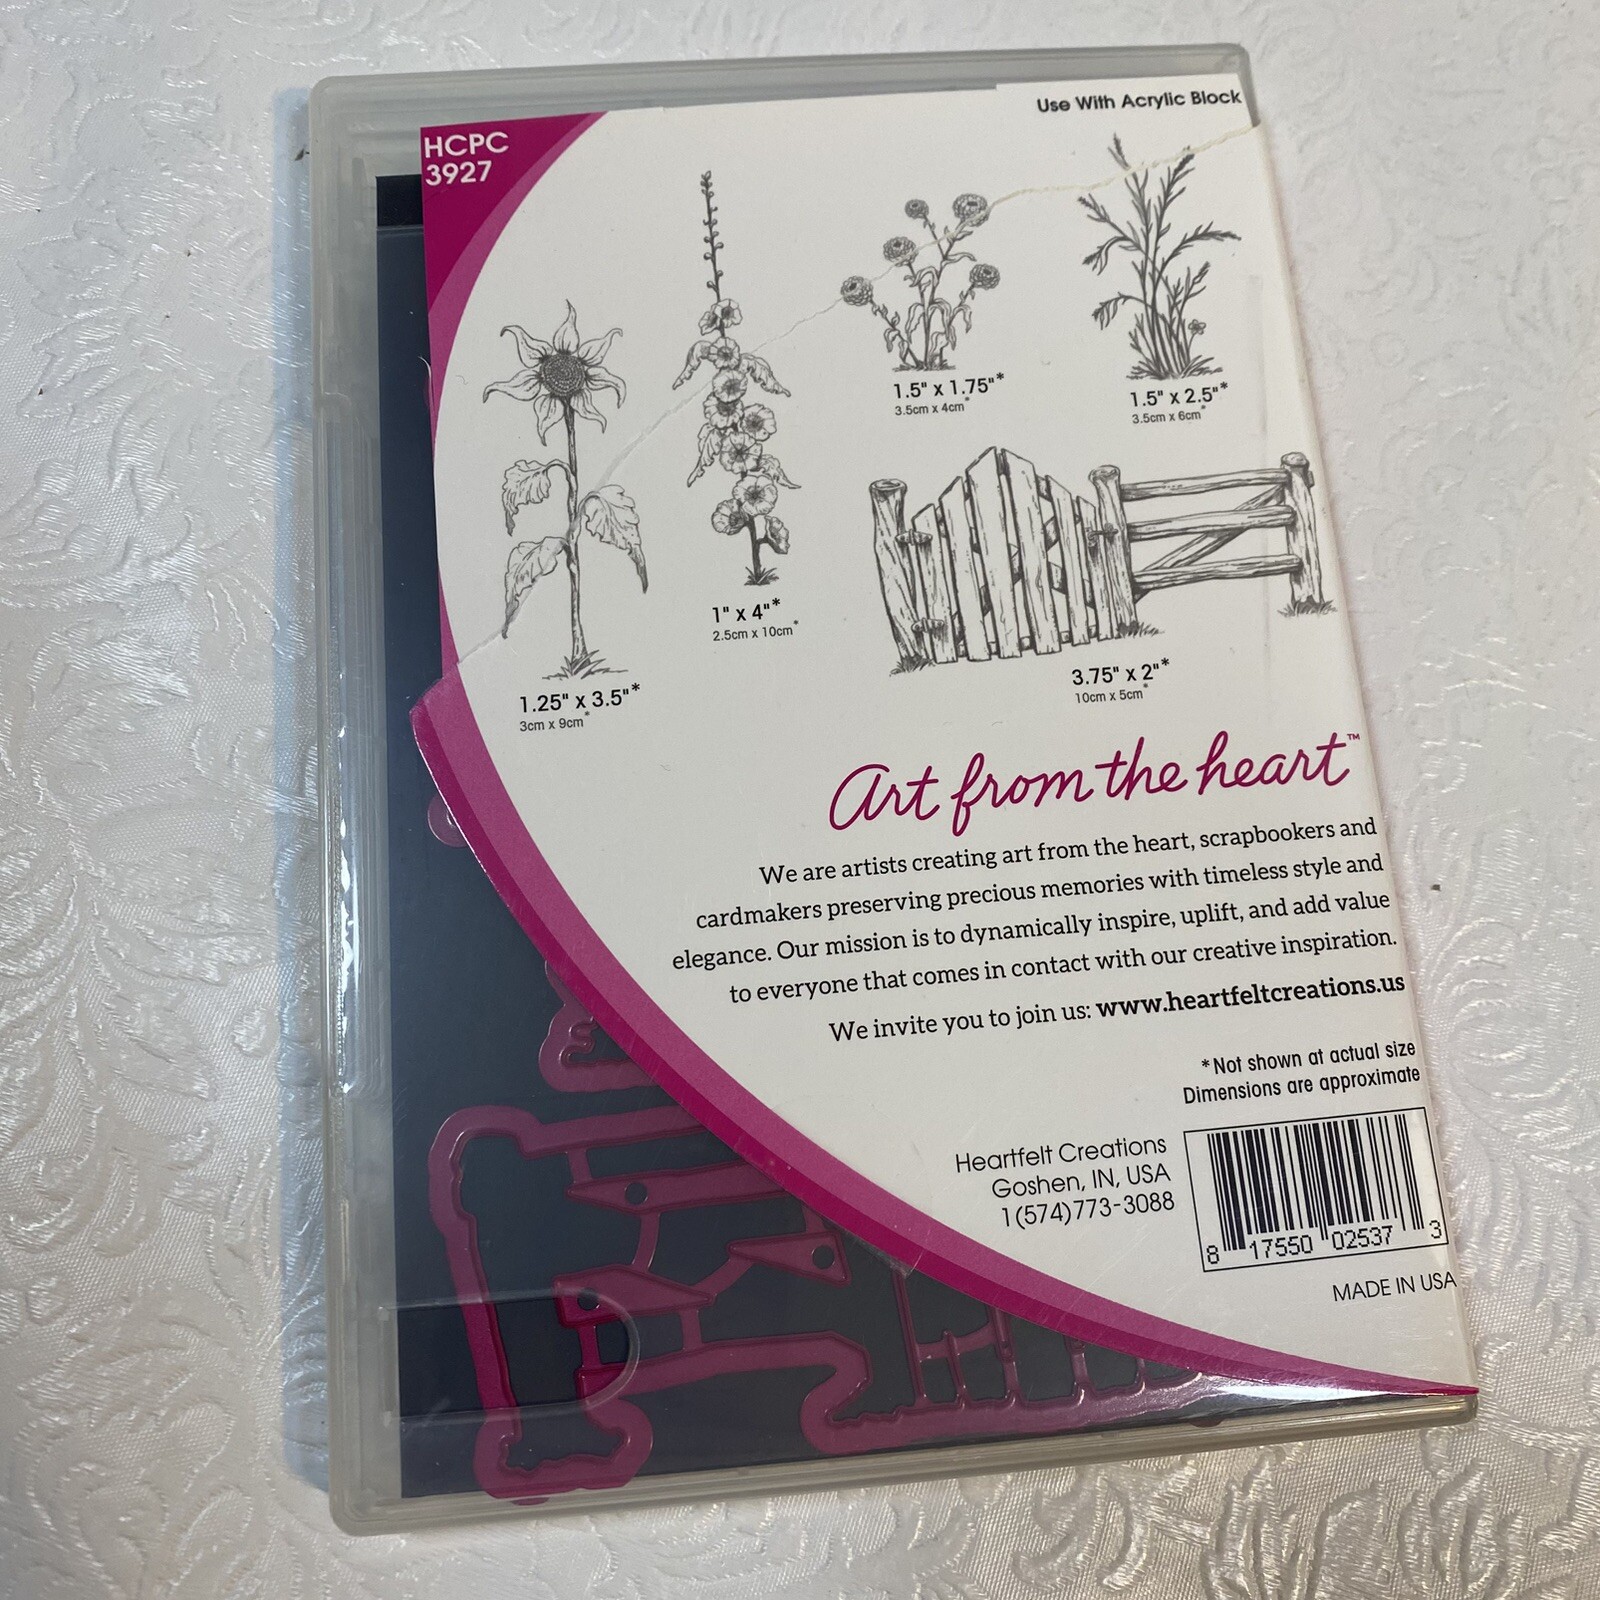 HCPC
3927
Use With Acrylic Block
1.5" x 1.75"*
3.5cm x 4cm*
1.5" x 2.5"*
3.5cm x 6cm*
1" x 4"*
2.5cm x 10cm*
1.25" x 3.5"*
3cm x 9cm*
3.75" x 2"*
10cm x 5cm*
Art from the heart™
We are artists creating art from the heart, scrapbookers and
cardmakers preserving precious memories with timeless style and
elegance. Our mission is to dynamically inspire, uplift, and add value
to everyone that comes in contact with our creative inspiration.
We invite you to join us: www.heartfeltcreations.us
*Not shown at actual size
Dimensions are approximate
Heartfelt Creations
Goshen, IN, USA
1(574)773-3088
8 17550 02537 3
MADE IN USA